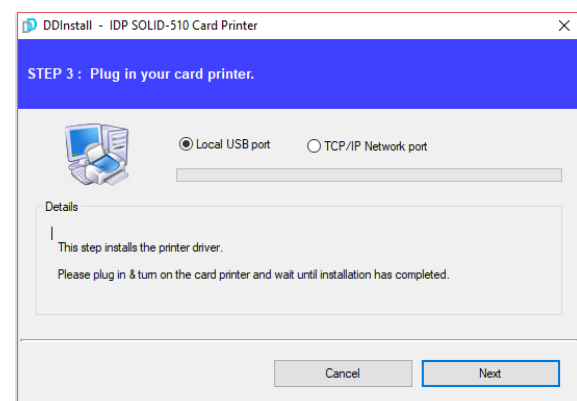 DDInstall - IDP SOLID-510 Card Printer
STEP 3 : Plug in your card printer.
Local USB port TCP/IP Network port
Details
This step installs the printer driver.
Please plug in & turn on the card printer and wait until installation has completed.
Cancel Next